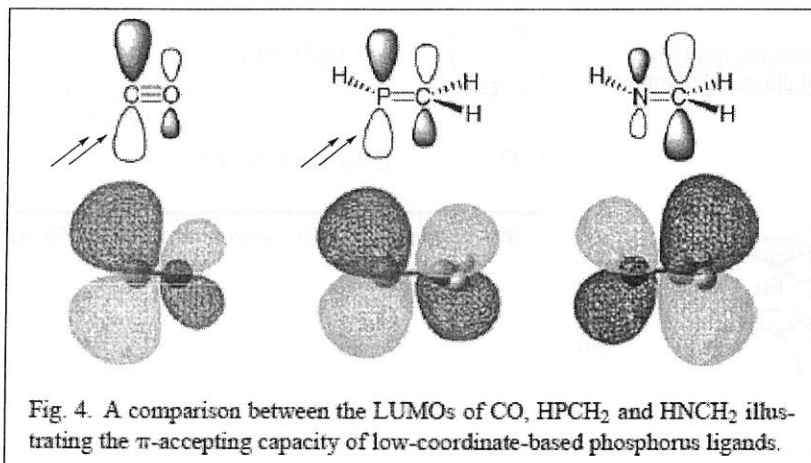 C≡O
H P=C H H
H N=C H H
Fig. 4. A comparison between the LUMOs of CO, HPCH₂ and HNCH₂ illus-
trating the π-accepting capacity of low-coordinate-based phosphorus ligands.